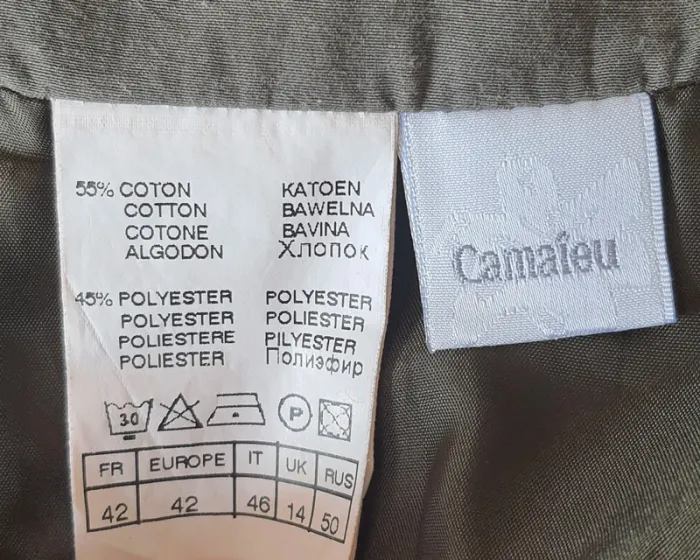 55% COTON KATOEN
COTTON BAWELNA
COTONE BAVINA
ALGODON Хлопок
45% POLYESTER POLYESTER
POLYESTER POLIESTER
POLIESTERE PILYESTER
POLIESTER Полиэфир
30 P
FR EUROPE IT UK RUS
42 42 46 14 50
Camaïeu